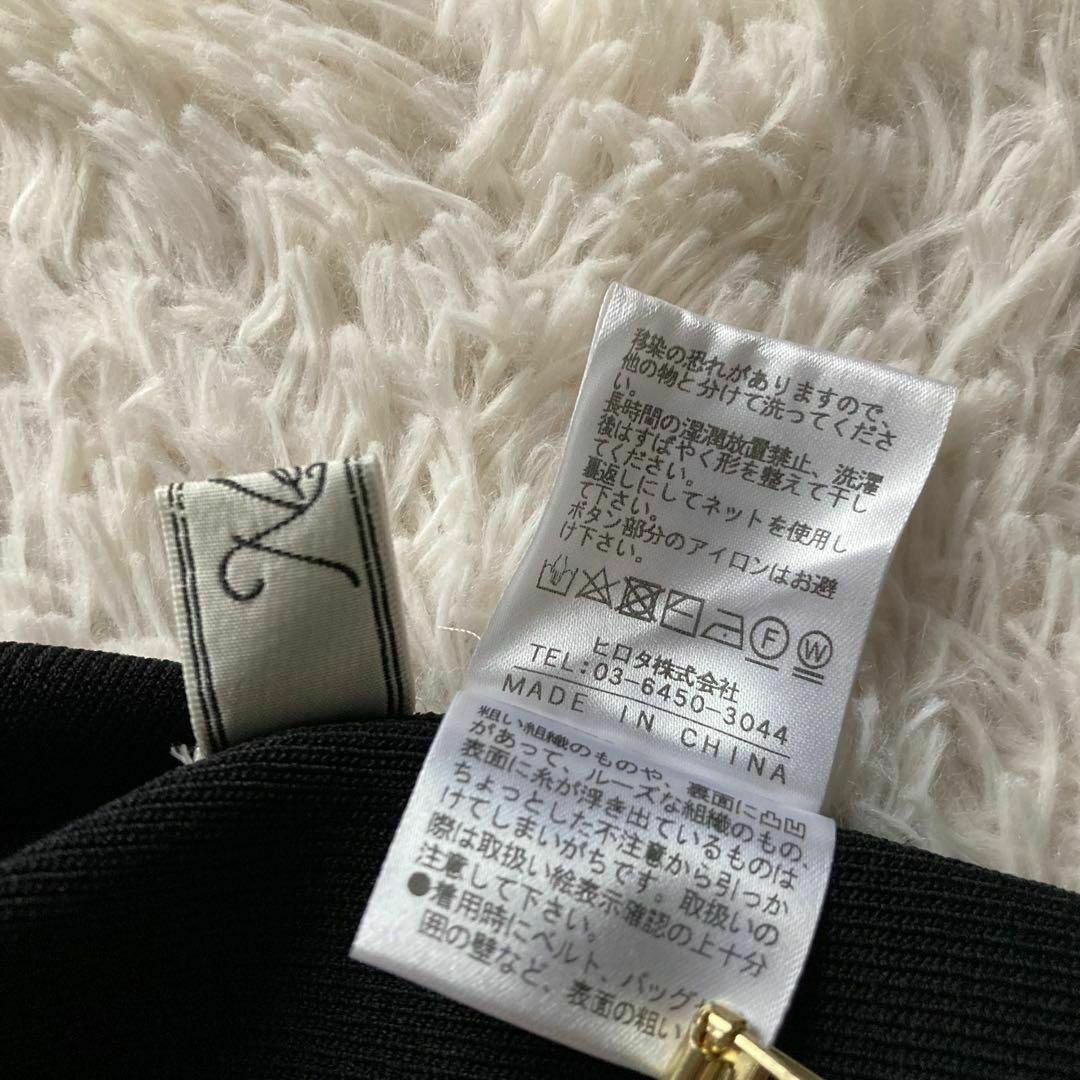 移染の恐れがありますので、
他の物と分けて洗ってくださ
い。
長時間の湿潤放置禁止、洗濯
後はすばやく形を整えて干し
てください。
裏返しにしてネットを使用し
て下さい。
ボタン部分のアイロンはお避
け下さい。
F W
ヒロタ株式会社
TEL:03-6450-3044
MADE IN CHINA
粗い組織のものや、裏面に凸凹
があって、ルーズな組織のもの、
表面に糸が浮き出ているものは
ちょっとした不注意から引っか
けてしまいがちです。取扱いの
際は取扱い絵表示確認の上十分
注意して下さい。
●着用時にベルト、バッグ
囲の壁など、表面の粗い